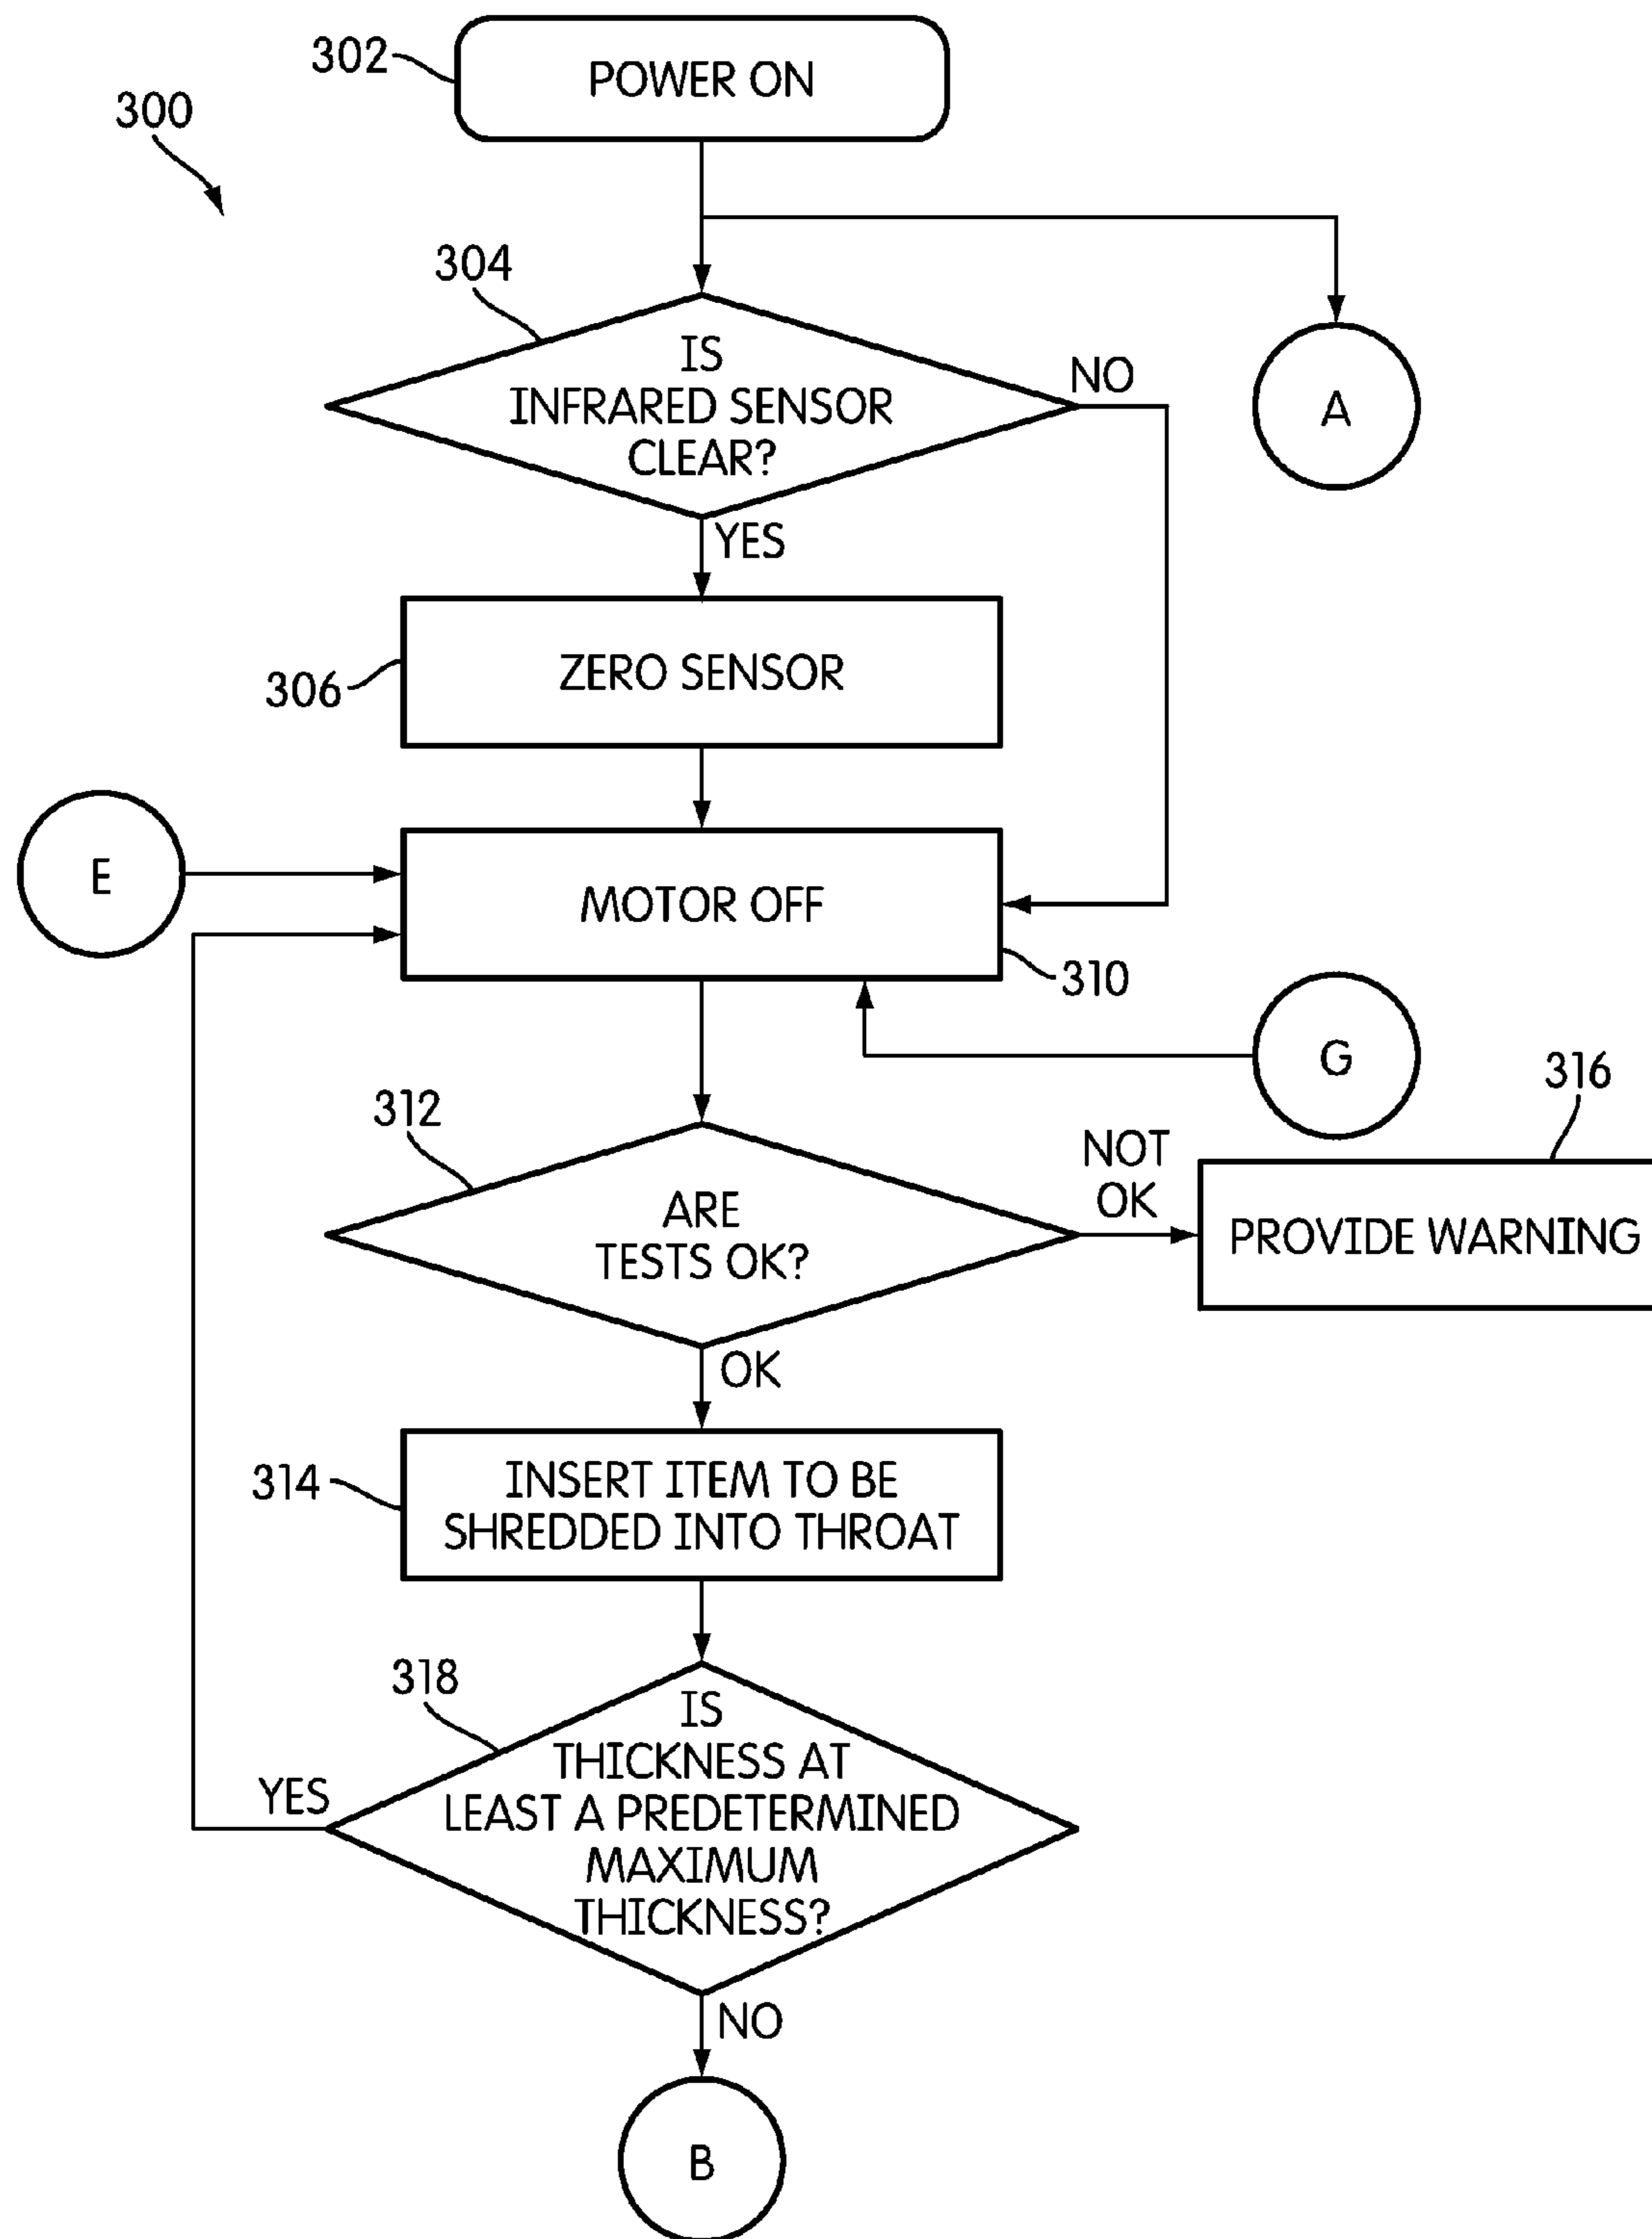 302
POWER ON
300
304
IS
INFRARED SENSOR
CLEAR?
NO
A
YES
306
ZERO SENSOR
E
MOTOR OFF
310
G
312
ARE
TESTS OK?
NOT
OK
316
PROVIDE WARNING
OK
314
INSERT ITEM TO BE
SHREDDED INTO THROAT
318
IS
THICKNESS AT
LEAST A PREDETERMINED
MAXIMUM
THICKNESS?
YES
NO
B